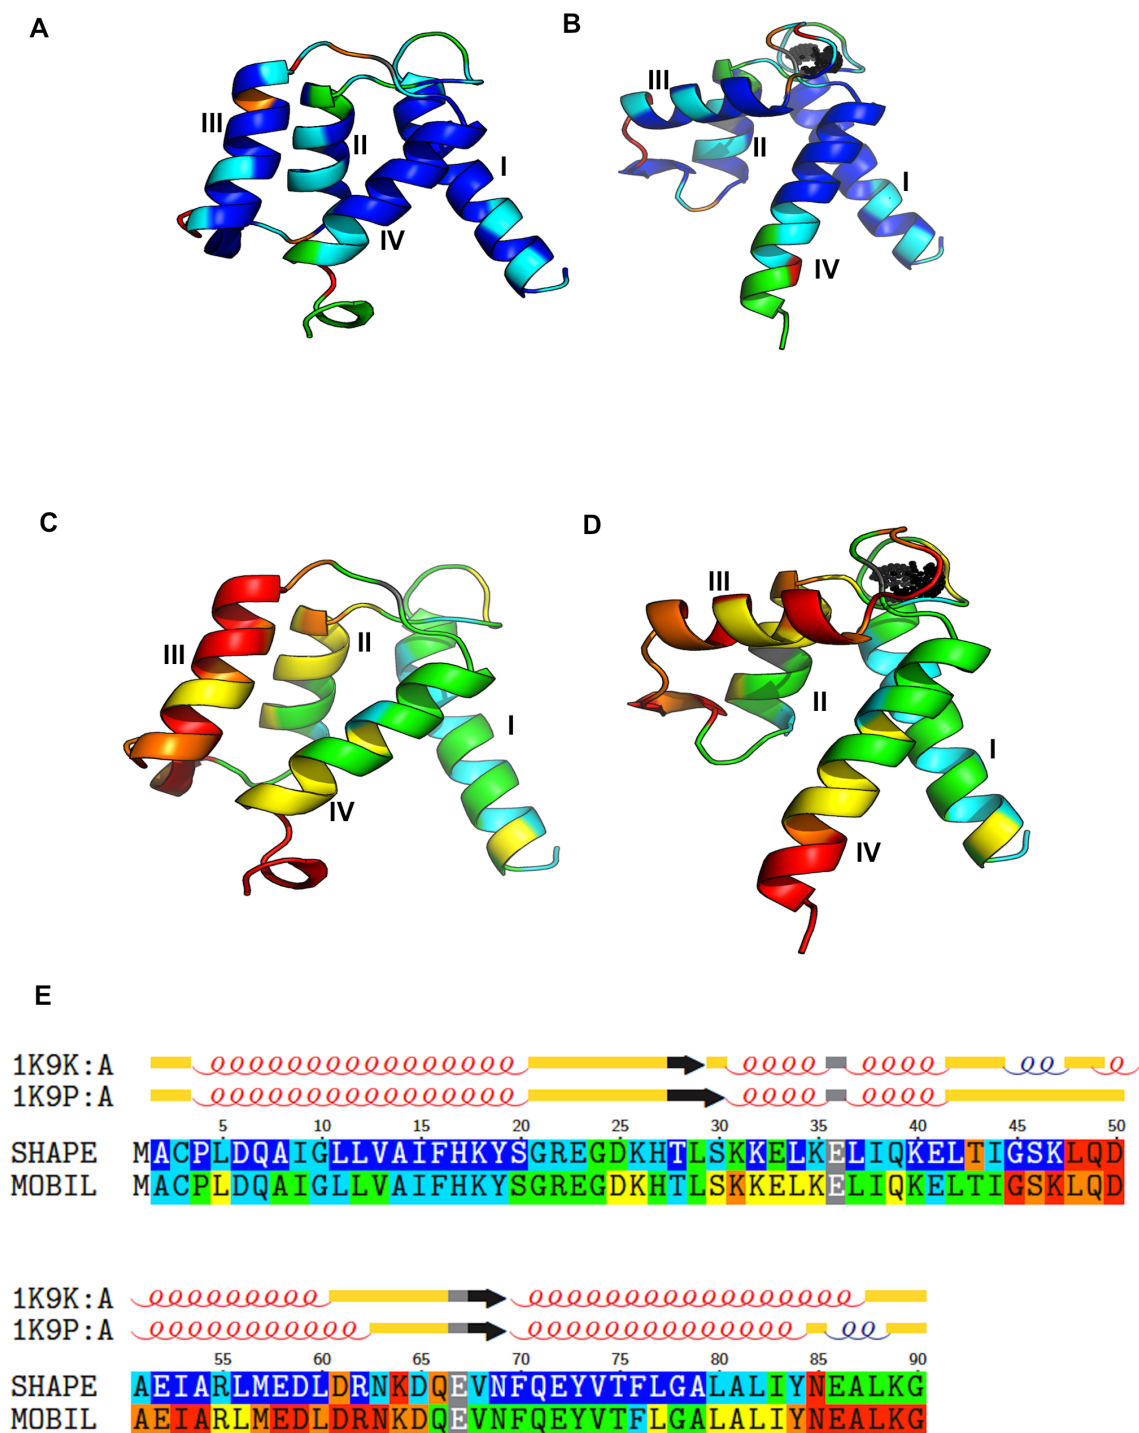 A
B
III
II
I
IV
III
II
I
IV
C
D
III
II
I
IV
III
II
I
IV
E
1K9K:A
1K9P:A
5 10 15 20 25 30 35 40 45 50
SHAPE MACPLDQAIGLLVAIFHKYSGREGDKHTLSKKELKELIQKELTIGSKLQD
MOBIL MACPLDQAIGLLVAIFHKYSGREGDKHTLSKKELKELIQKELTIGSKLQD
1K9K:A
1K9P:A
55 60 65 70 75 80 85 90
SHAPE AEIARLMEDLDRNKDQEVNFQEYVTFLGALALIYNEALKG
MOBIL AEIARLMEDLDRNKDQEVNFQEYVTFLGALALIYNEALKG